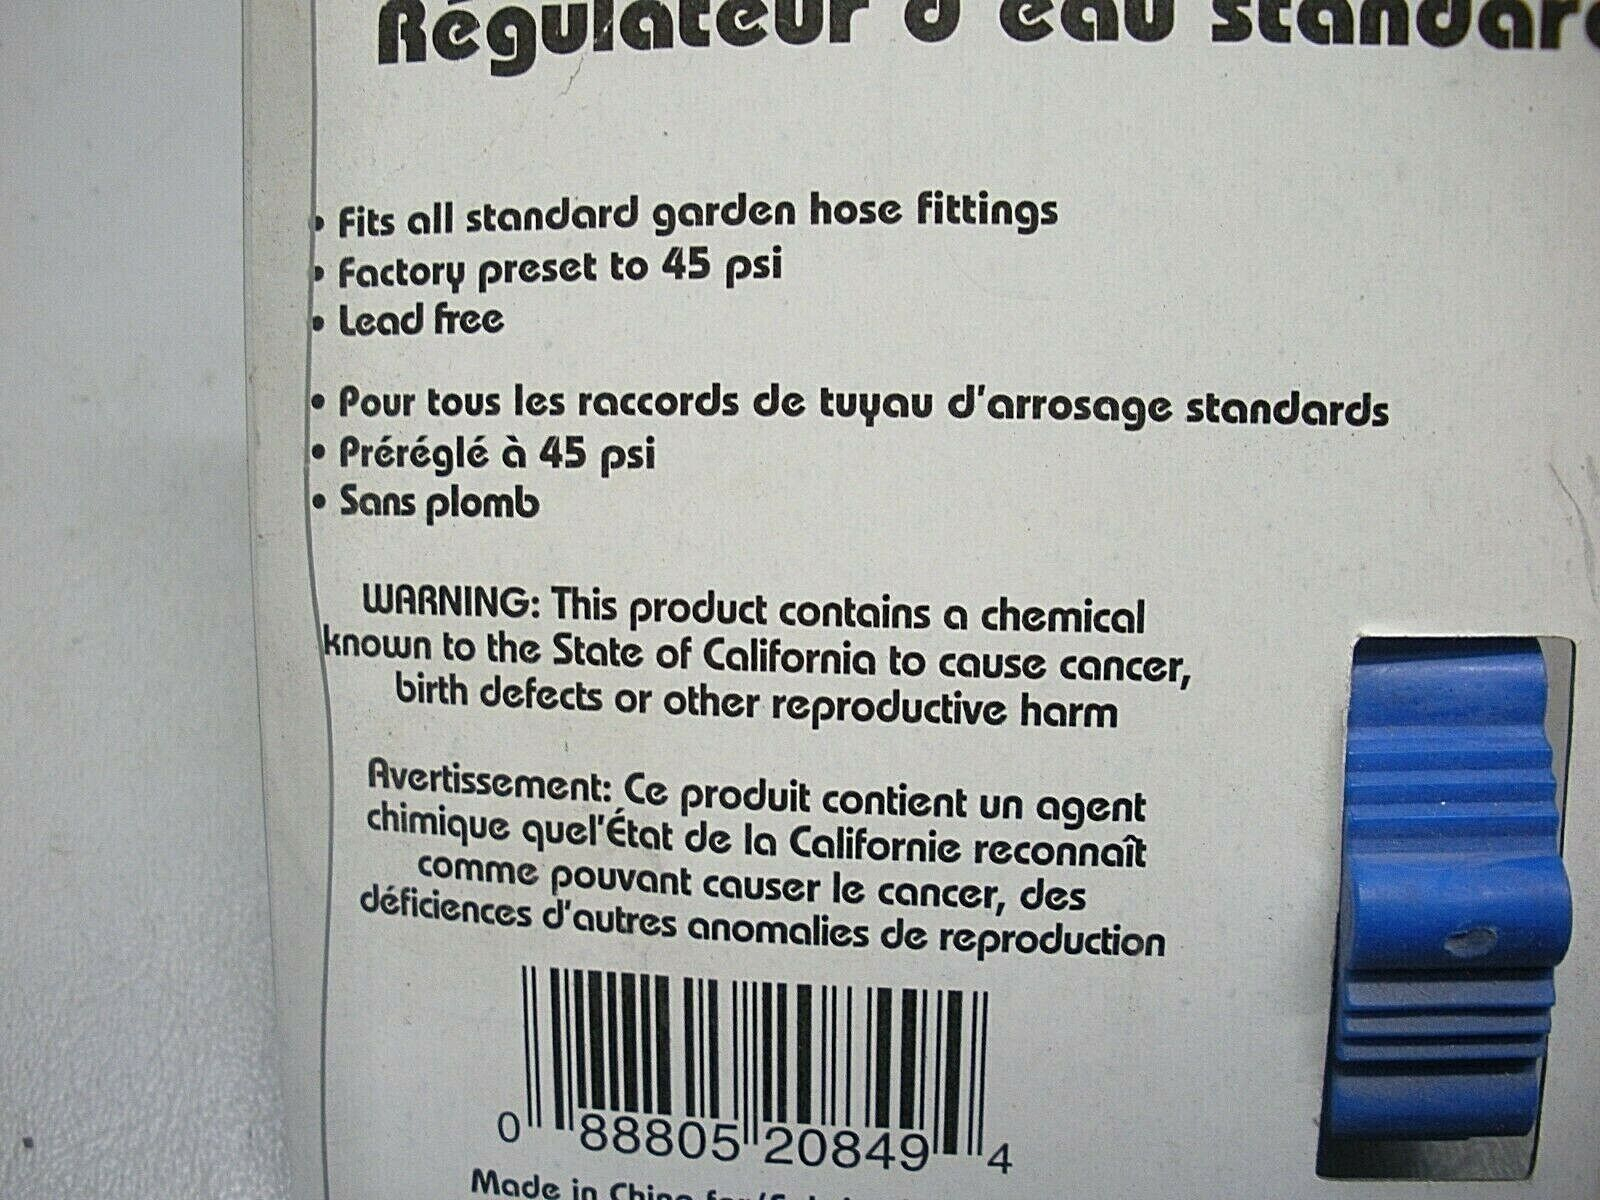 Régulateur d'eau standard
• Fits all standard garden hose fittings
• Factory preset to 45 psi
• Lead free
• Pour tous les raccords de tuyau d'arrosage standards
• Préréglé à 45 psi
• Sans plomb
WARNING: This product contains a chemical
known to the State of California to cause cancer,
birth defects or other reproductive harm
Avertissement: Ce produit contient un agent
chimique quel'État de la Californie reconnaît
comme pouvant causer le cancer, des
déficiences d'autres anomalies de reproduction
0 88805 20849 4
Made in China for